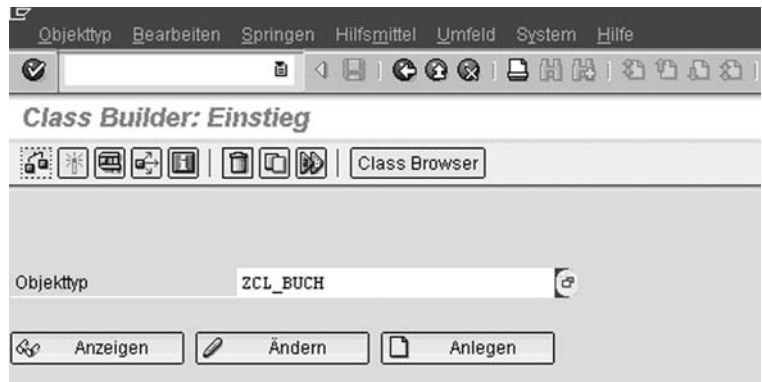 Objekttyp Bearbeiten Springen Hilfsmittel Umfeld System Hilfe
Class Builder: Einstieg
Class Browser
Objekttyp ZCL_BUCH
Anzeigen Ändern Anlegen